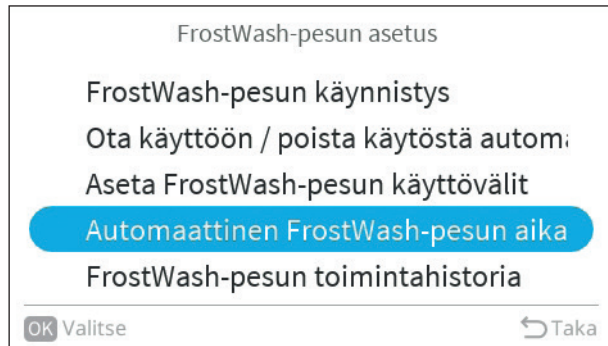 FrostWash-pesun asetus
FrostWash-pesun käynnistys
Ota käyttöön / poista käytöstä autom
Aseta FrostWash-pesun käyttövälit
Automaattinen FrostWash-pesun aika
FrostWash-pesun toimintahistoria
OK Valitse
Taka